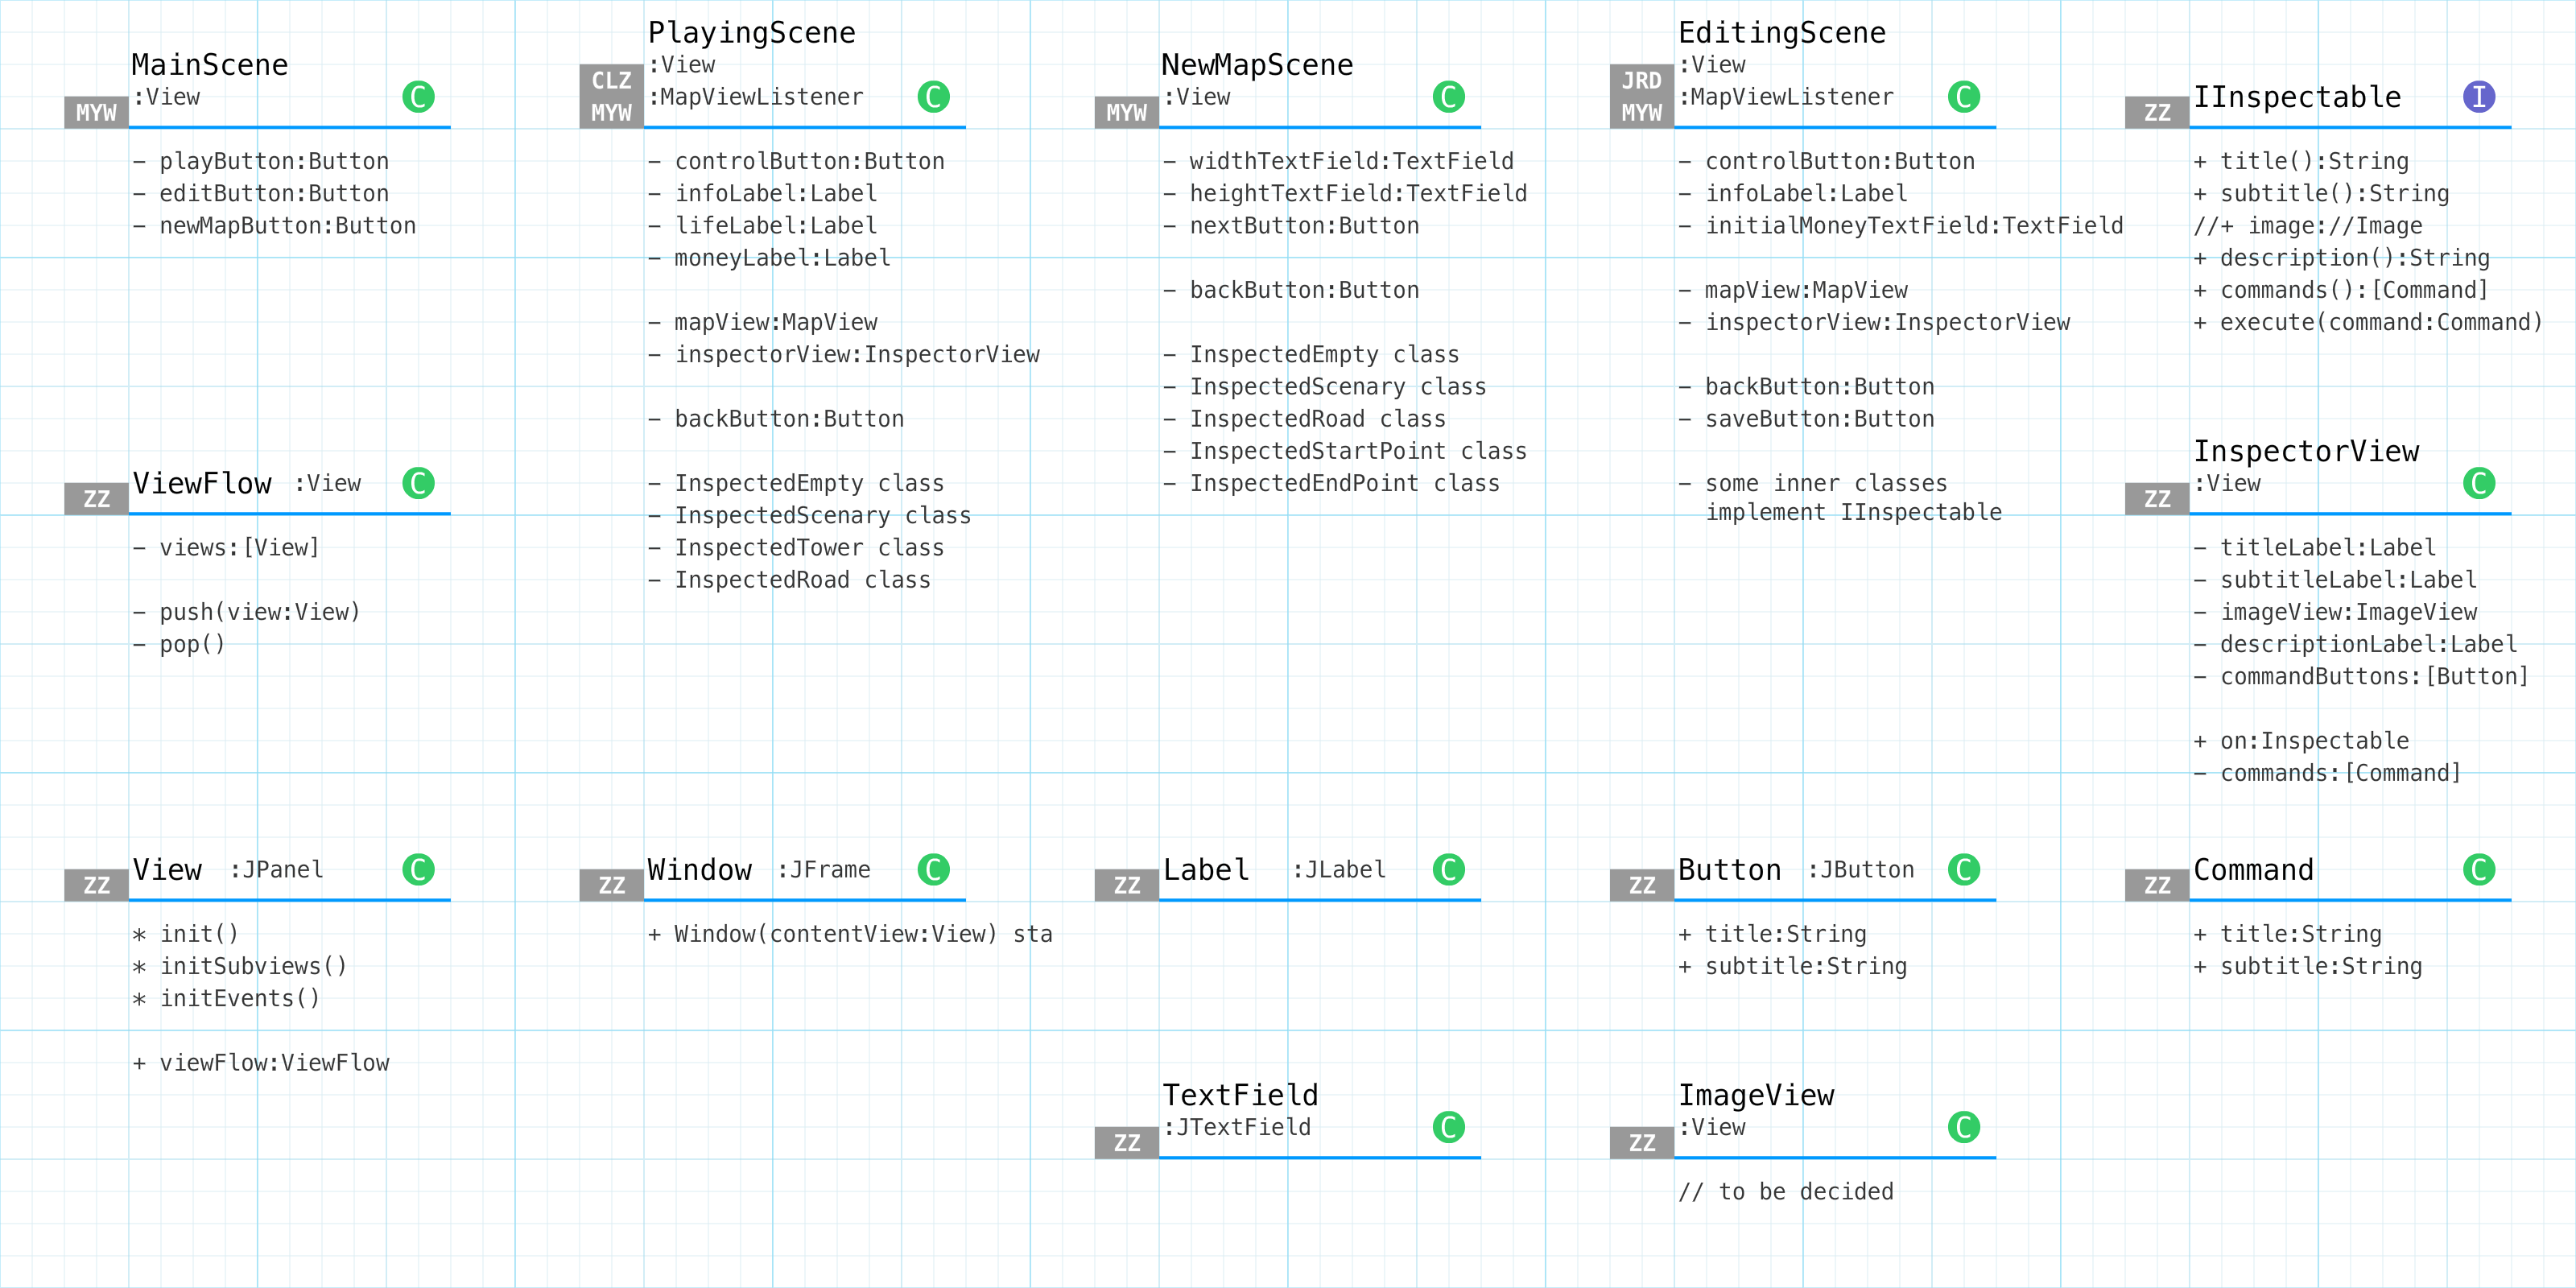 MainScene
:View
MYW
C
− playButton:Button
− editButton:Button
− newMapButton:Button
PlayingScene
:View
:MapViewListener
CLZ
MYW
C
− controlButton:Button
− infoLabel:Label
− lifeLabel:Label
− moneyLabel:Label
− mapView:MapView
− inspectorView:InspectorView
− backButton:Button
− InspectedEmpty class
− InspectedScenary class
− InspectedTower class
− InspectedRoad class
NewMapScene
:View
MYW
C
− widthTextField:TextField
− heightTextField:TextField
− nextButton:Button
− backButton:Button
− InspectedEmpty class
− InspectedScenary class
− InspectedRoad class
− InspectedStartPoint class
− InspectedEndPoint class
EditingScene
:View
:MapViewListener
JRD
MYW
C
− controlButton:Button
− infoLabel:Label
− initialMoneyTextField:TextField
− mapView:MapView
− inspectorView:InspectorView
− backButton:Button
− saveButton:Button
− some inner classes
implement IInspectable
IInspectable
ZZ
I
+ title():String
+ subtitle():String
//+ image://Image
+ description():String
+ commands():[Command]
+ execute(command:Command)
ViewFlow :View
ZZ
C
− views:[View]
− push(view:View)
− pop()
InspectorView
:View
ZZ
C
− titleLabel:Label
− subtitleLabel:Label
− imageView:ImageView
− descriptionLabel:Label
− commandButtons:[Button]
+ on:Inspectable
− commands:[Command]
View :JPanel
ZZ
C
* init()
* initSubviews()
* initEvents()
+ viewFlow:ViewFlow
Window :JFrame
ZZ
C
+ Window(contentView:View) sta
Label :JLabel
ZZ
C
Button :JButton
ZZ
C
+ title:String
+ subtitle:String
Command
ZZ
C
+ title:String
+ subtitle:String
TextField
:JTextField
ZZ
C
ImageView
:View
ZZ
C
// to be decided